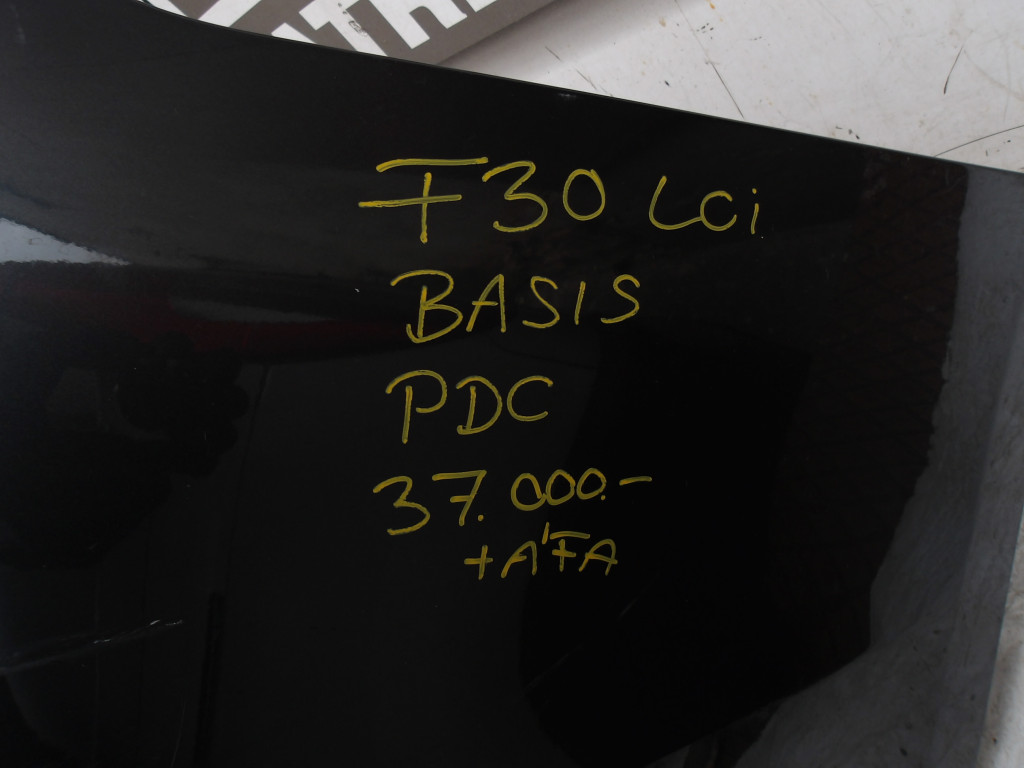 F30 LCi
BASIS
PDC
37.000.-
+ÁFA